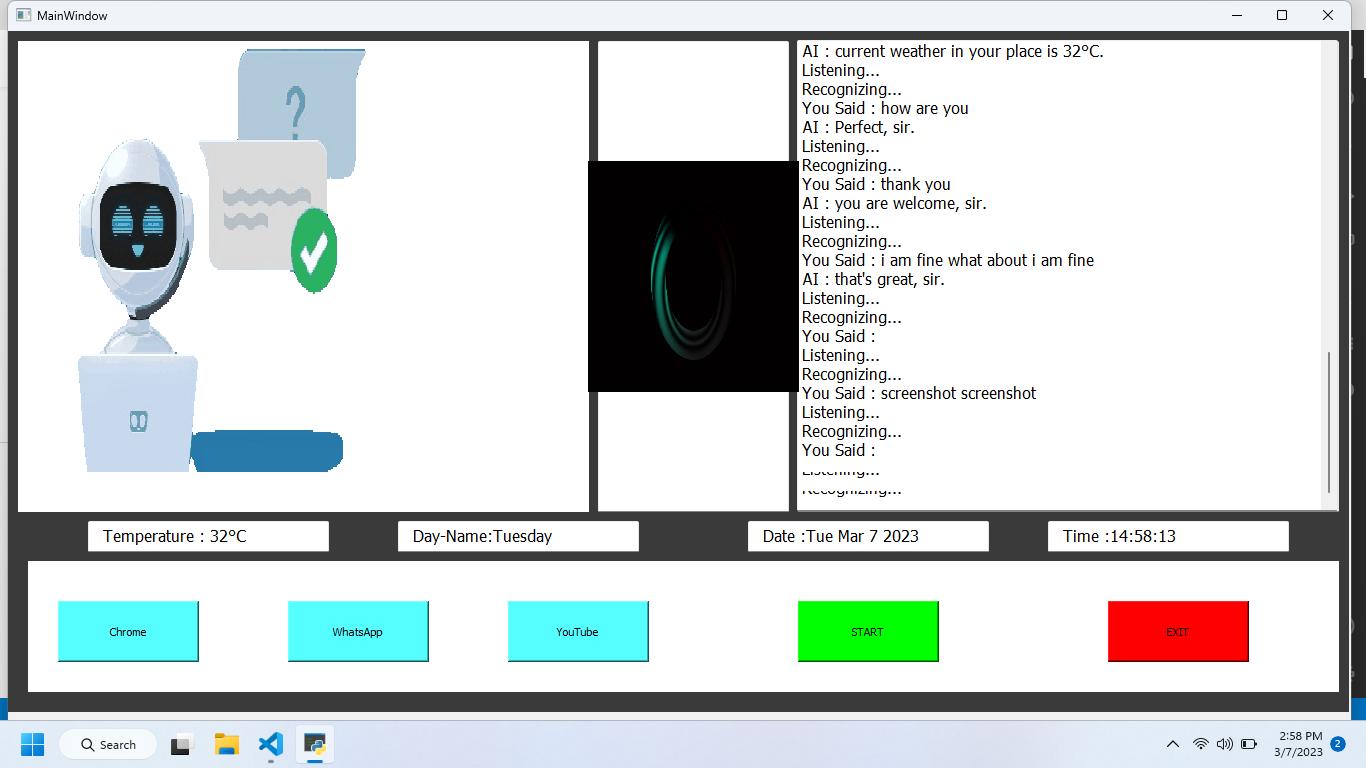 MainWindow
?
AI : current weather in your place is 32°C.
Listening...
Recognizing...
You Said : how are you
AI : Perfect, sir.
Listening...
Recognizing...
You Said : thank you
AI : you are welcome, sir.
Listening...
Recognizing...
You Said : i am fine what about i am fine
AI : that's great, sir.
Listening...
Recognizing...
You Said :
Listening...
Recognizing...
You Said : screenshot screenshot
Listening...
Recognizing...
You Said :
Listening...
Recognizing...
Temperature : 32°C
Day-Name:Tuesday
Date :Tue Mar 7 2023
Time :14:58:13
Chrome
WhatsApp
YouTube
START
EXIT
Search
2:58 PM
3/7/2023
2